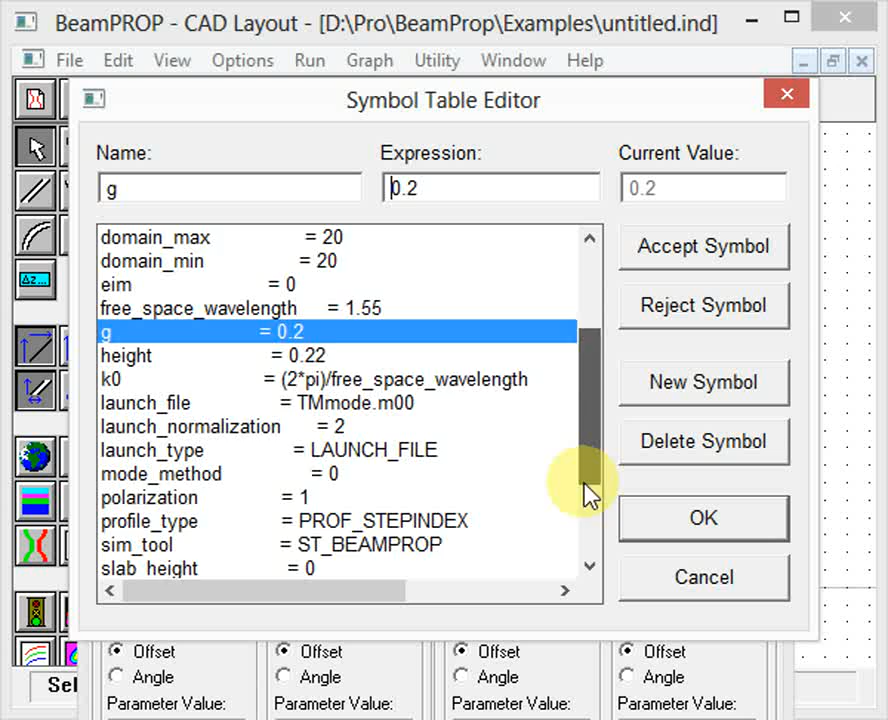 BeamPROP - CAD Layout - [D:\Pro\BeamProp\Examples\untitled.ind]
File Edit View Options Run Graph Utility Window Help
Symbol Table Editor
Name: Expression: Current Value:
g 0.2 0.2
domain_max = 20
domain_min = 20
eim = 0
free_space_wavelength = 1.55
g = 0.2
height = 0.22
k0 = (2*pi)/free_space_wavelength
launch_file = TMmode.m00
launch_normalization = 2
launch_type = LAUNCH_FILE
mode_method = 0
polarization = 1
profile_type = PROF_STEPINDEX
sim_tool = ST_BEAMPROP
slab_height = 0
Accept Symbol
Reject Symbol
New Symbol
Delete Symbol
OK
Cancel
Offset Offset Offset Offset
Angle Angle Angle Angle
Parameter Value: Parameter Value: Parameter Value: Parameter Value: